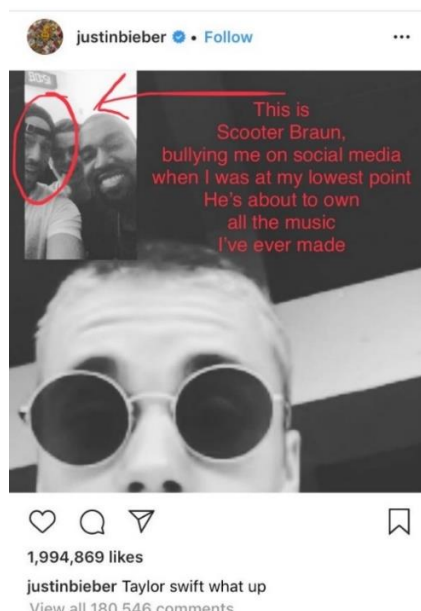 justinbieber • Follow
This is
Scooter Braun,
bullying me on social media
when I was at my lowest point
He's about to own
all the music
I've ever made
1,994,869 likes
justinbieber Taylor swift what up
View all 180,546 comments